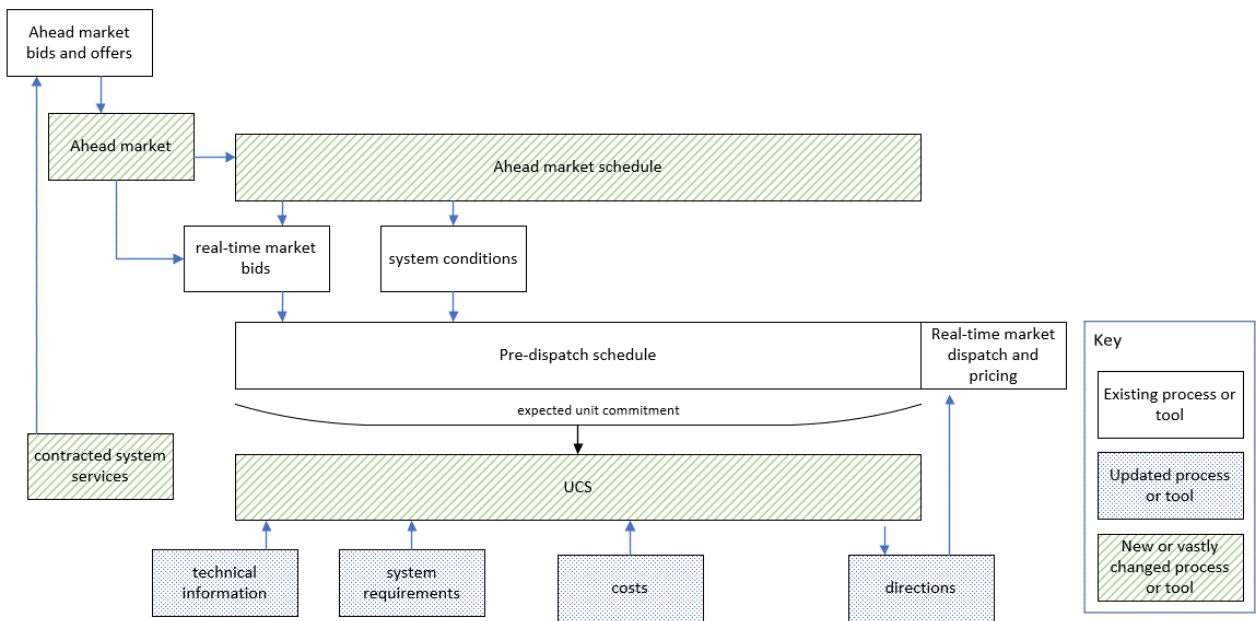 Ahead market
bids and offers
Ahead market
Ahead market schedule
real-time market
bids
system conditions
Pre-dispatch schedule
Real-time market
dispatch and
pricing
expected unit commitment
contracted system
services
UCS
technical
information
system
requirements
costs
directions
Key
Existing process or
tool
Updated process
or tool
New or vastly
changed process
or tool